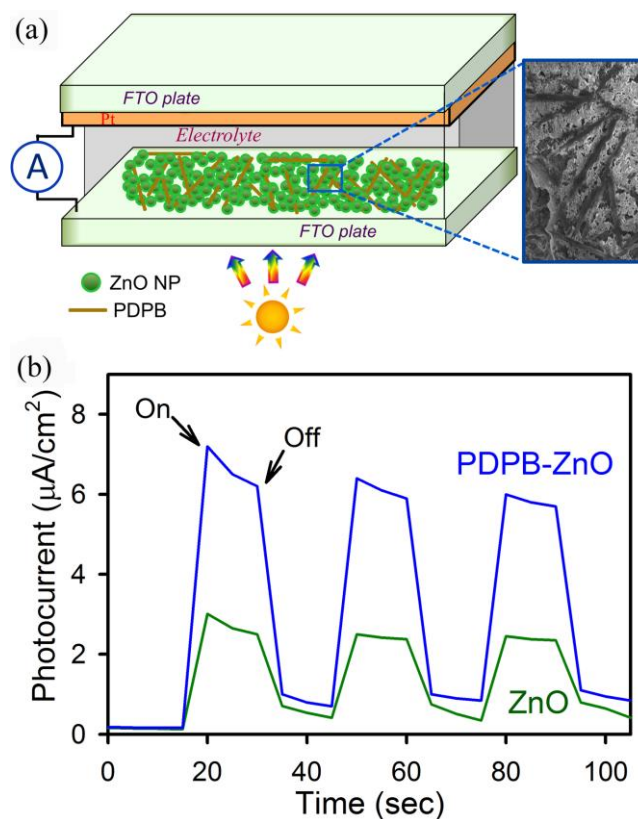 (a)
FTO plate
Pt
Electrolyte
A
FTO plate
ZnO NP
PDPB
(b)
On
Off
PDPB-ZnO
ZnO
Photocurrent (µA/cm²)
8
6
4
2
0
0 20 40 60 80 100
Time (sec)